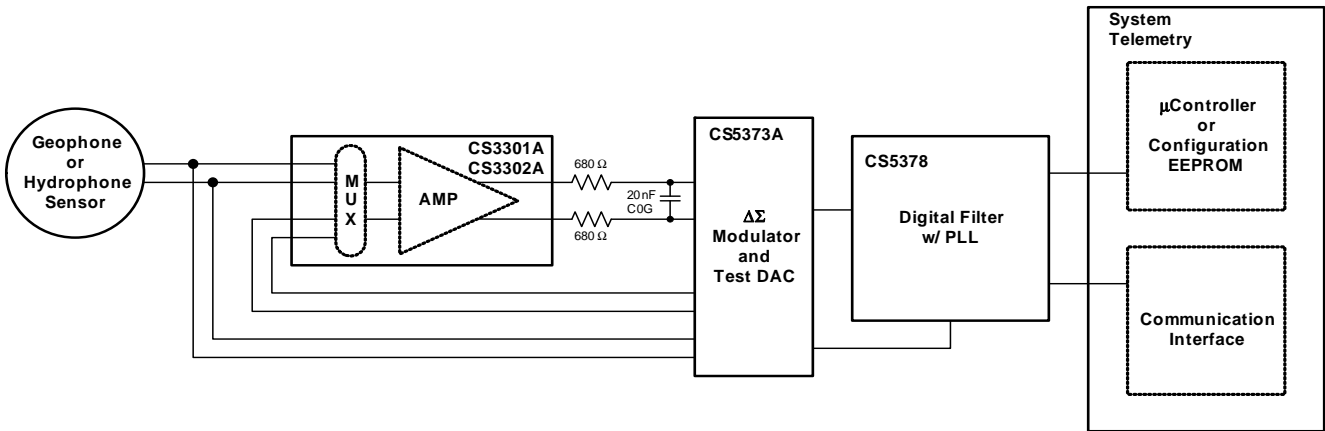 Geophone
or
Hydrophone
Sensor
M
U
X
AMP
CS3301A
CS3302A
680 Ω
20nF
C0G
680 Ω
CS5373A
ΔΣ
Modulator
and
Test DAC
CS5378
Digital Filter
w/ PLL
System
Telemetry
μController
or
Configuration
EEPROM
Communication
Interface